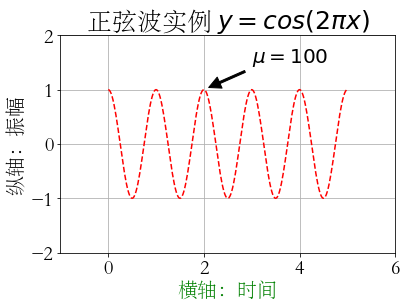 正弦波实例 y = cos(2πx)
μ = 100
纵轴：振幅
2
1
0
−1
−2
0 2 4 6
横轴：时间